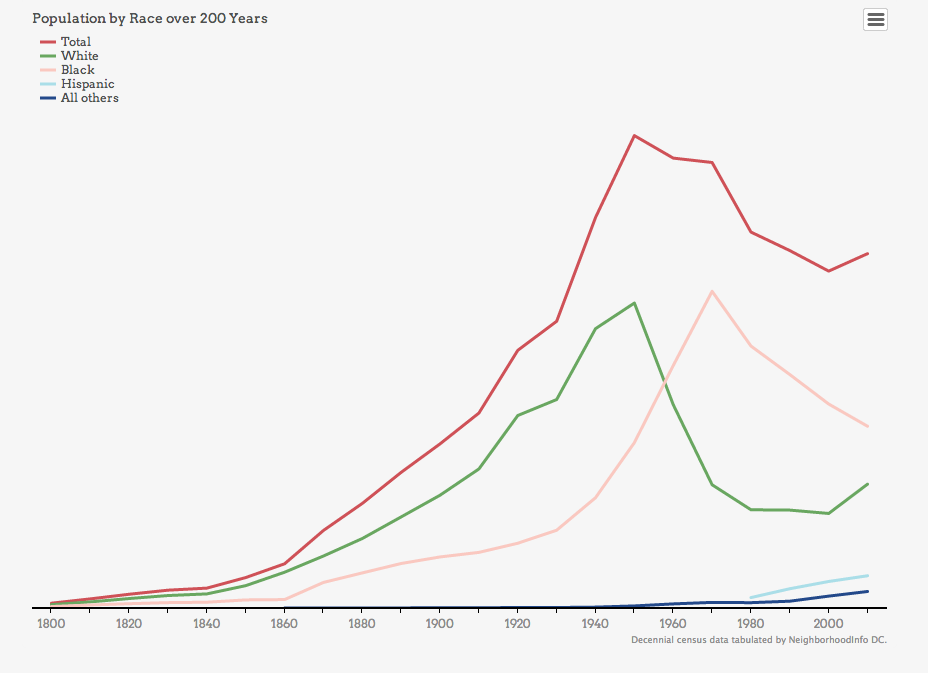 Population by Race over 200 Years
Total
White
Black
Hispanic
All others
1800 1820 1840 1860 1880 1900 1920 1940 1960 1980 2000
Decennial census data tabulated by NeighborhoodInfo DC.